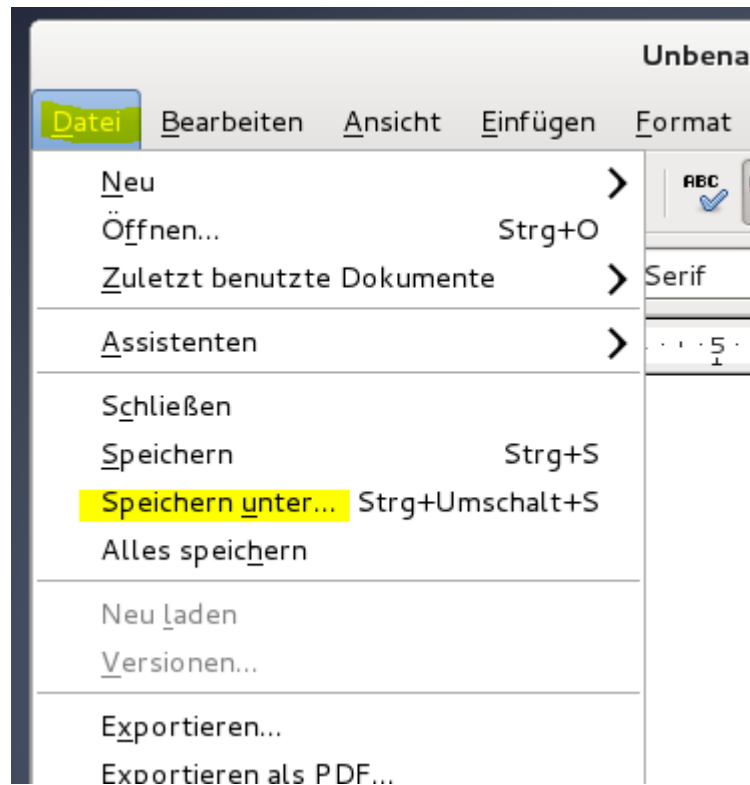 Unbena
Datei Bearbeiten Ansicht Einfügen Format
Neu
ABC
Öffnen... Strg+O
Zuletzt benutzte Dokumente
Serif
Assistenten
5
Schließen
Speichern Strg+S
Speichern unter... Strg+Umschalt+S
Alles speichern
Neu laden
Versionen...
Exportieren...
Exportieren als PDF...